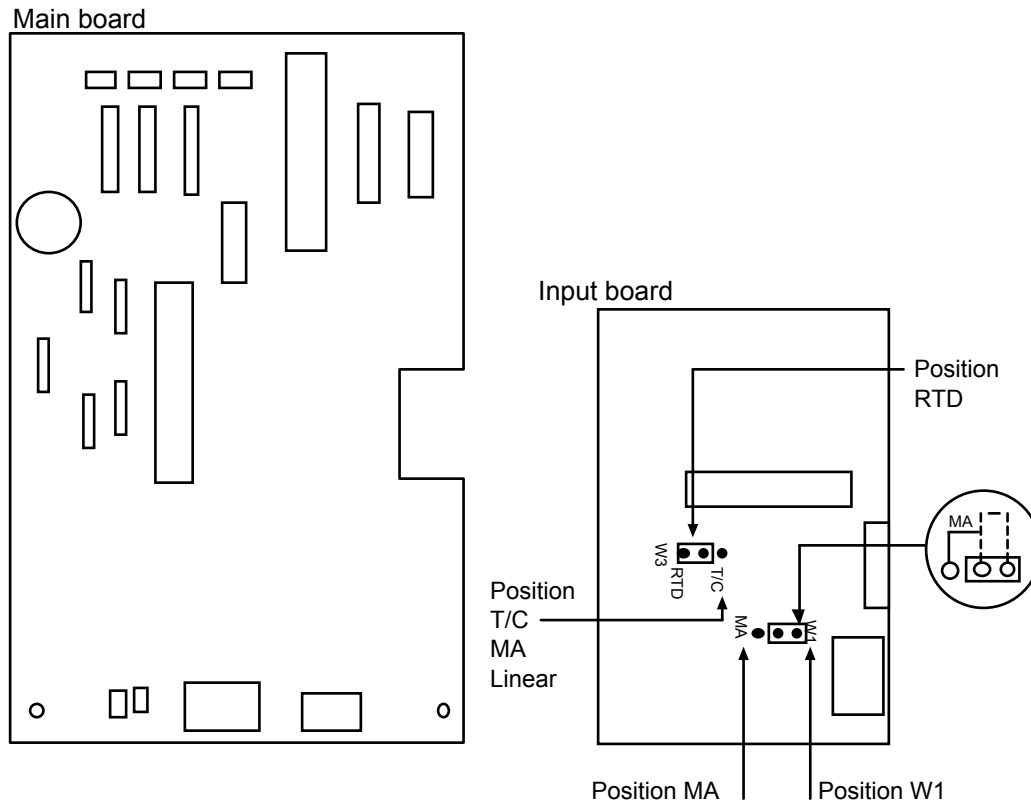 Main board
Input board
Position
RTD
MA
W3
RTD
T/C
Position
T/C
MA
Linear
MA
W1
Position MA
Position W1